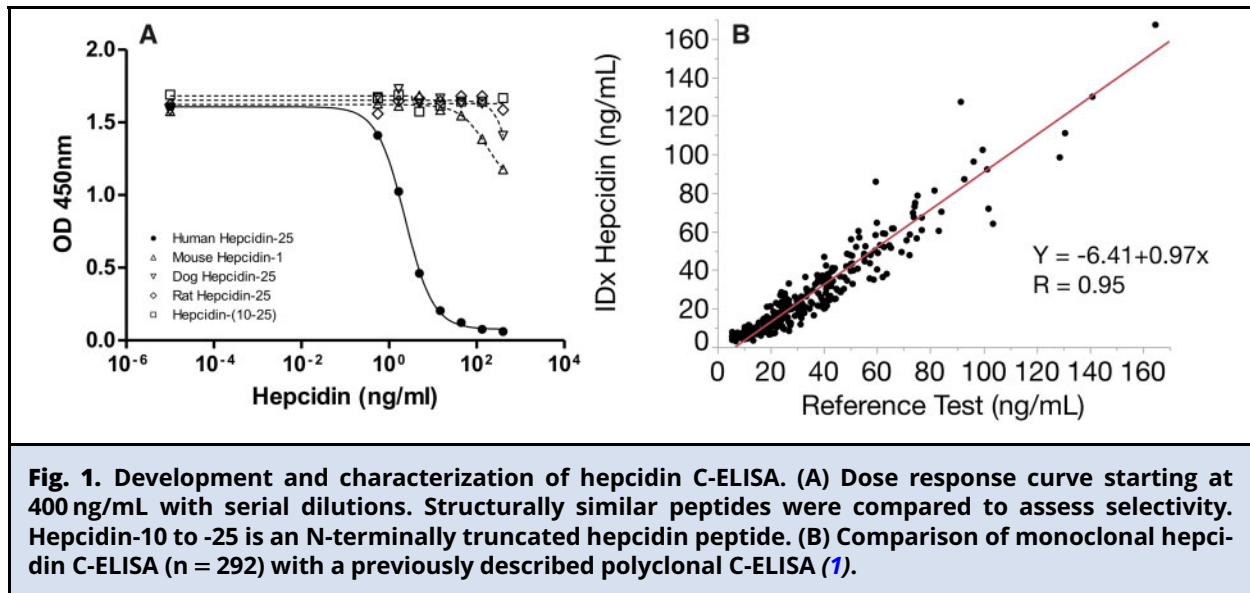 A
OD 450nm
2.0
1.5
1.0
0.5
0.0
10⁻⁶
10⁻⁴
10⁻²
10⁰
10²
10⁴
Hepcidin (ng/ml)
Human Hepcidin-25
Mouse Hepcidin-1
Dog Hepcidin-25
Rat Hepcidin-25
Hepcidin-(10-25)
B
IDx Hepcidin (ng/mL)
160
140
120
100
80
60
40
20
0
0 20 40 60 80 100 120 140 160
Reference Test (ng/mL)
Y = -6.41+0.97x
R = 0.95
Fig. 1. Development and characterization of hepcidin C-ELISA. (A) Dose response curve starting at
400 ng/mL with serial dilutions. Structurally similar peptides were compared to assess selectivity.
Hepcidin-10 to -25 is an N-terminally truncated hepcidin peptide. (B) Comparison of monoclonal hepci-
din C-ELISA (n = 292) with a previously described polyclonal C-ELISA (1).